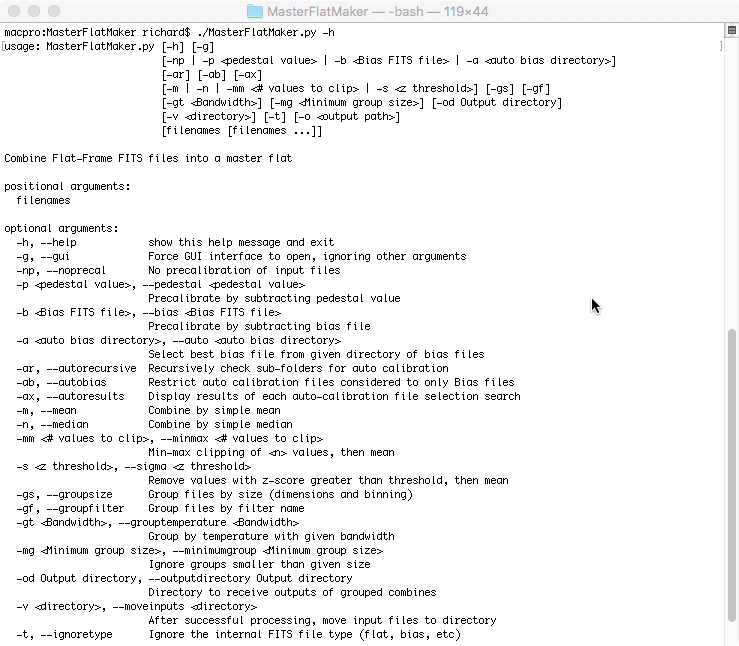 MasterFlatMaker — -bash — 119×44
macpro:MasterFlatMaker richard$ ./MasterFlatMaker.py -h
usage: MasterFlatMaker.py [-h] [-g]
[-np | -p <pedestal value> | -b <Bias FITS file> | -a <auto bias directory>]
[-ar] [-ab] [-ax]
[-m | -n | -mm <# values to clip> | -s <z threshold>] [-gs] [-gf]
[-gt <Bandwidth>] [-mg <Minimum group size>] [-od Output directory]
[-v <directory>] [-t] [-o <output path>]
[filenames [filenames ...]]
Combine Flat-Frame FITS files into a master flat
positional arguments:
filenames
optional arguments:
-h, --help show this help message and exit
-g, --gui Force GUI interface to open, ignoring other arguments
-np, --noprecal No precalibration of input files
-p <pedestal value>, --pedestal <pedestal value>
Precalibrate by subtracting pedestal value
-b <Bias FITS file>, --bias <Bias FITS file>
Precalibrate by subtracting bias file
-a <auto bias directory>, --auto <auto bias directory>
Select best bias file from given directory of bias files
-ar, --autorecursive Recursively check sub-folders for auto calibration
-ab, --autobias Restrict auto calibration files considered to only Bias files
-ax, --autoresults Display results of each auto-calibration file selection search
-m, --mean Combine by simple mean
-n, --median Combine by simple median
-mm <# values to clip>, --minmax <# values to clip>
Min-max clipping of <n> values, then mean
-s <z threshold>, --sigma <z threshold>
Remove values with z-score greater than threshold, then mean
-gs, --groupsize Group files by size (dimensions and binning)
-gf, --groupfilter Group files by filter name
-gt <Bandwidth>, --grouptemperature <Bandwidth>
Group by temperature with given bandwidth
-mg <Minimum group size>, --minimumgroup <Minimum group size>
Ignore groups smaller than given size
-od Output directory, --outputdirectory Output directory
Directory to receive outputs of grouped combines
-v <directory>, --moveinputs <directory>
After successful processing, move input files to directory
-t, --ignoretype Ignore the internal FITS file type (flat, bias, etc)